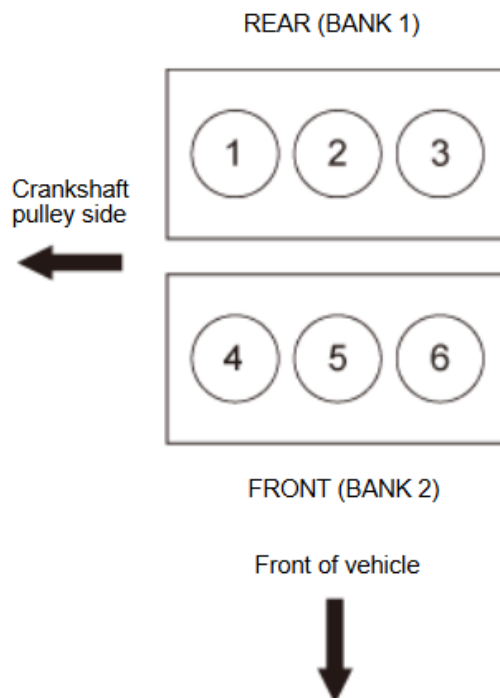 REAR (BANK 1)
1 2 3
Crankshaft
pulley side
4 5 6
FRONT (BANK 2)
Front of vehicle